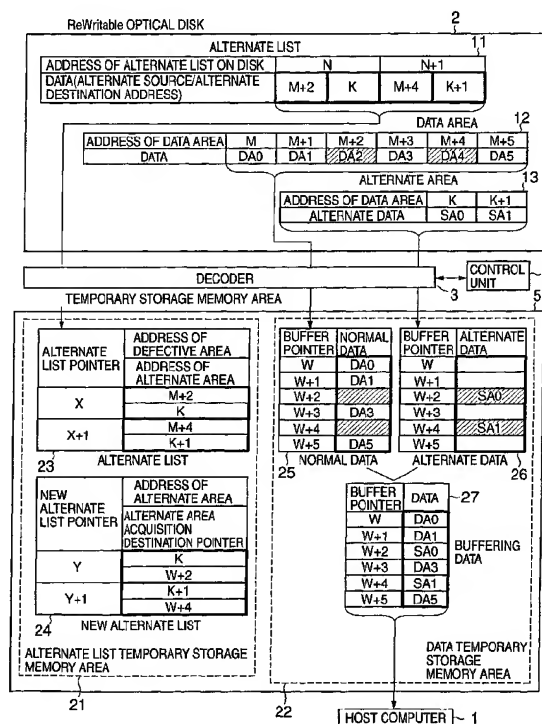 ReWritable OPTICAL DISK
2
ALTERNATE LIST
11
ADDRESS OF ALTERNATE LIST ON DISK N N+1
DATA(ALTERNATE SOURCE/ALTERNATE DESTINATION ADDRESS) M+2 K M+4 K+1
DATA AREA
12
ADDRESS OF DATA AREA M M+1 M+2 M+3 M+4 M+5
DATA DA0 DA1 DA2 DA3 DA4 DA5
ALTERNATE AREA
13
ADDRESS OF DATA AREA K K+1
ALTERNATE DATA SA0 SA1
DECODER
3
CONTROL UNIT
TEMPORARY STORAGE MEMORY AREA
5
ALTERNATE LIST POINTER
ADDRESS OF DEFECTIVE AREA
ADDRESS OF ALTERNATE AREA
X M+2
K
X+1 M+4
K+1
23
ALTERNATE LIST
NEW ALTERNATE LIST POINTER
ADDRESS OF ALTERNATE AREA
ALTERNATE AREA ACQUISITION DESTINATION POINTER
Y K
W+2
Y+1 K+1
W+4
24
NEW ALTERNATE LIST
ALTERNATE LIST TEMPORARY STORAGE MEMORY AREA
21
BUFFER POINTER NORMAL DATA
W DA0
W+1 DA1
W+2
W+3 DA3
W+4
W+5 DA5
25
NORMAL DATA
BUFFER POINTER ALTERNATE DATA
W
W+1
W+2 SA0
W+3
W+4 SA1
W+5
26
ALTERNATE DATA
BUFFER POINTER DATA
27
W DA0
W+1 DA1
W+2 SA0
W+3 DA3
W+4 SA1
W+5 DA5
BUFFERING DATA
DATA TEMPORARY STORAGE MEMORY AREA
22
HOST COMPUTER
1